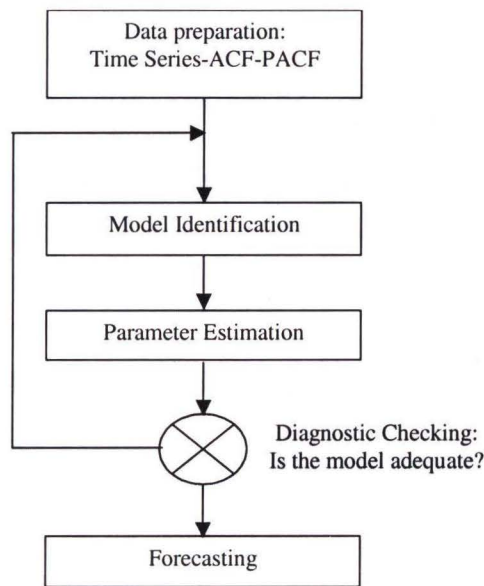 Data preparation:
Time Series-ACF-PACF
Model Identification
Parameter Estimation
Diagnostic Checking:
Is the model adequate?
Forecasting